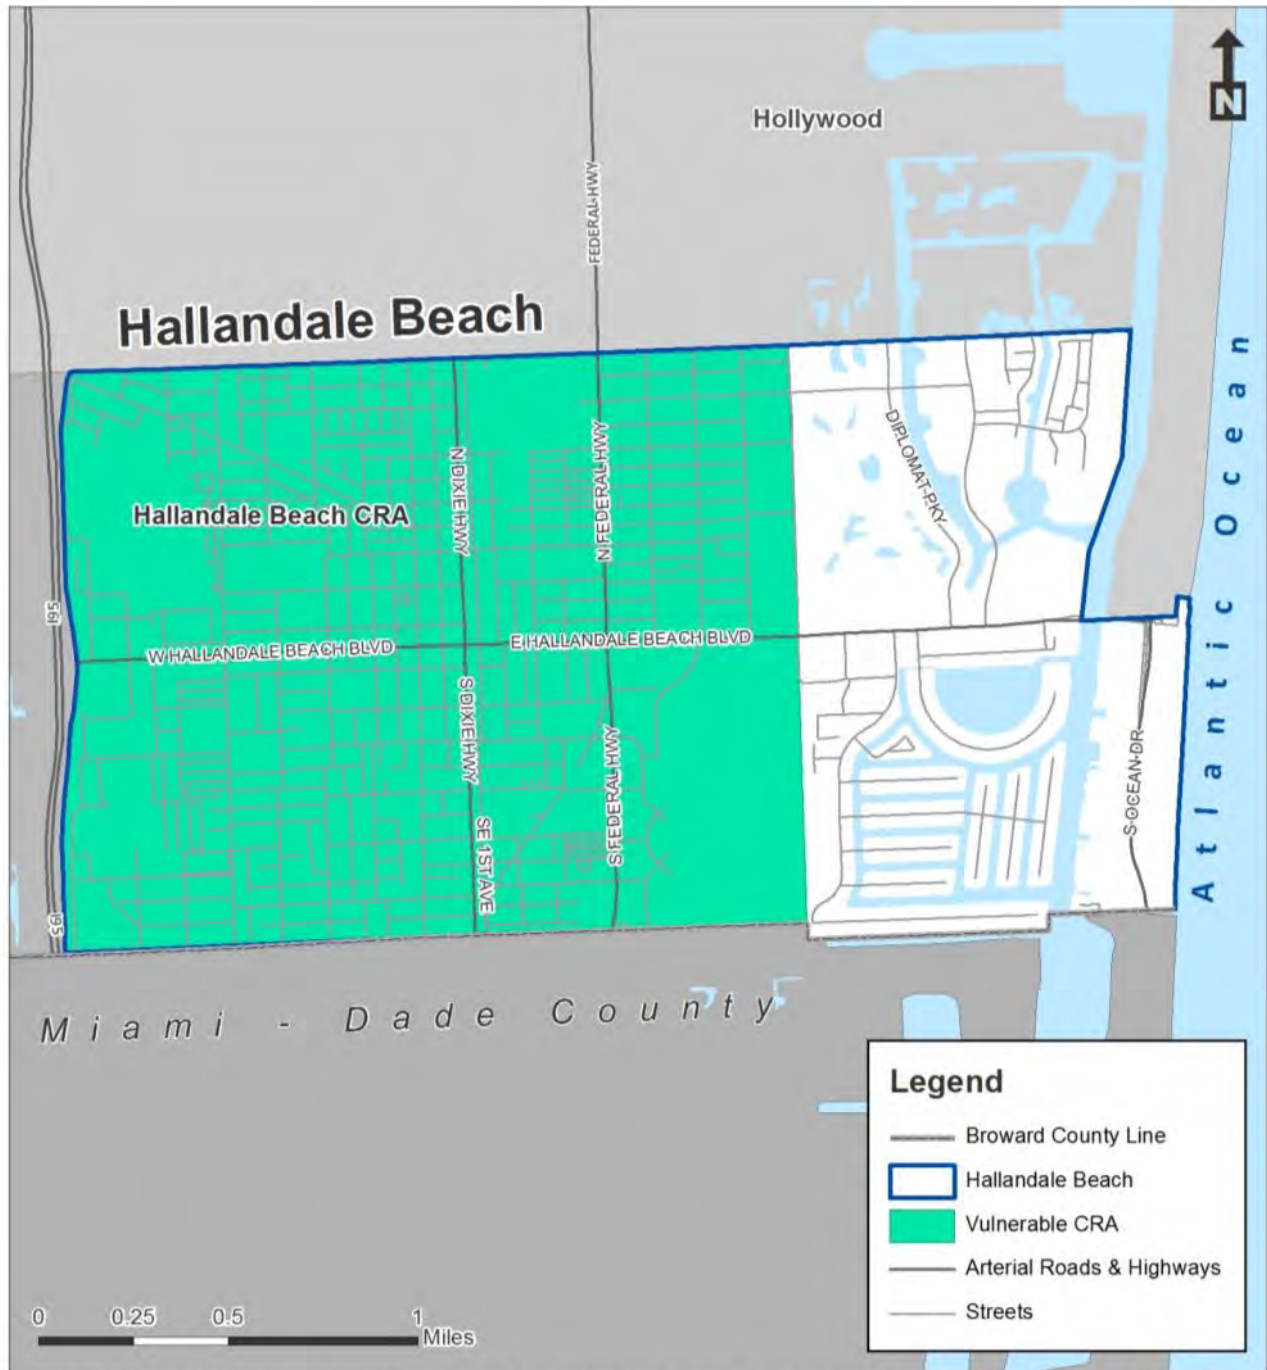 N
Hollywood
FEDERAL HWY
Hallandale Beach
DIPLOMAT PKY
N DIXIE HWY
N FEDERAL HWY
Hallandale Beach CRA
Atlantic Ocean
I95
W HALLANDALE BEACH BLVD
E HALLANDALE BEACH BLVD
S DIXIE HWY
S FEDERAL HWY
S OCEAN DR
SE 1ST AVE
I95
Miami - Dade County
Legend
Broward County Line
Hallandale Beach
Vulnerable CRA
Arterial Roads & Highways
Streets
0 0.25 0.5 1
Miles